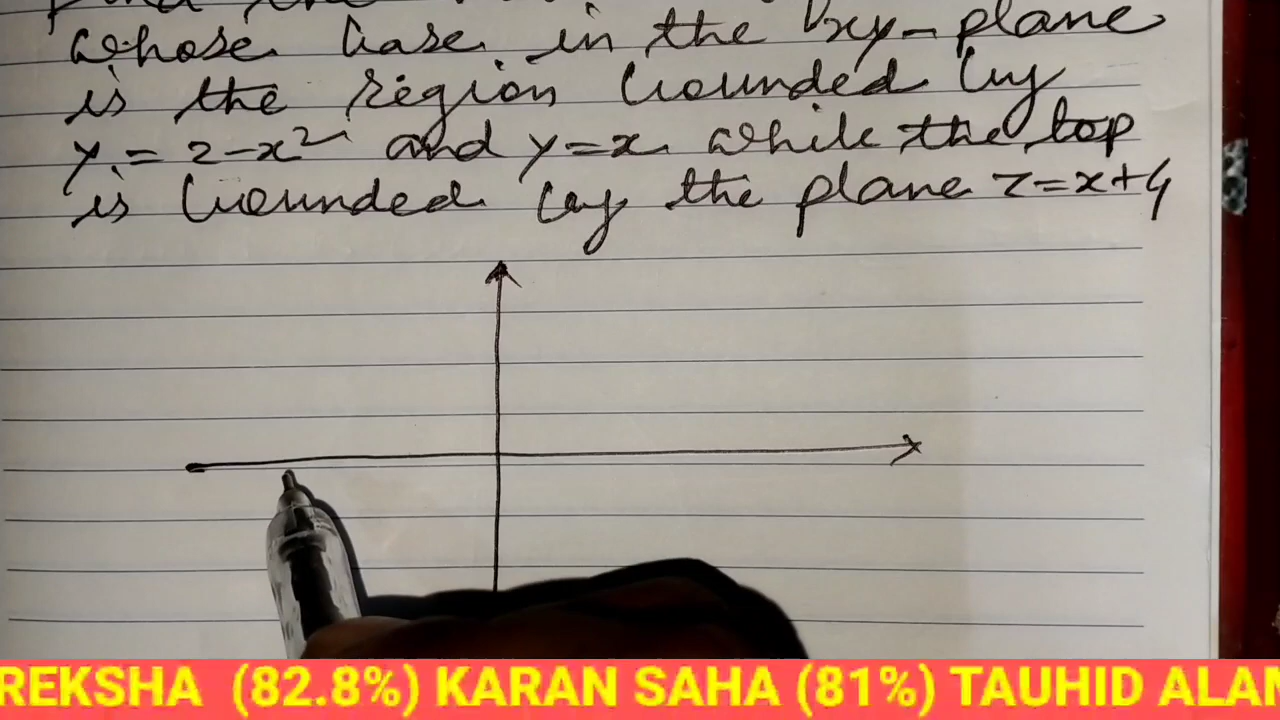 whose base in the xy-plane
is the region bounded by
y = 2-x² and y=x while the top
is bounded by the plane z=x+4
REKSHA (82.8%) KARAN SAHA (81%) TAUHID ALAM